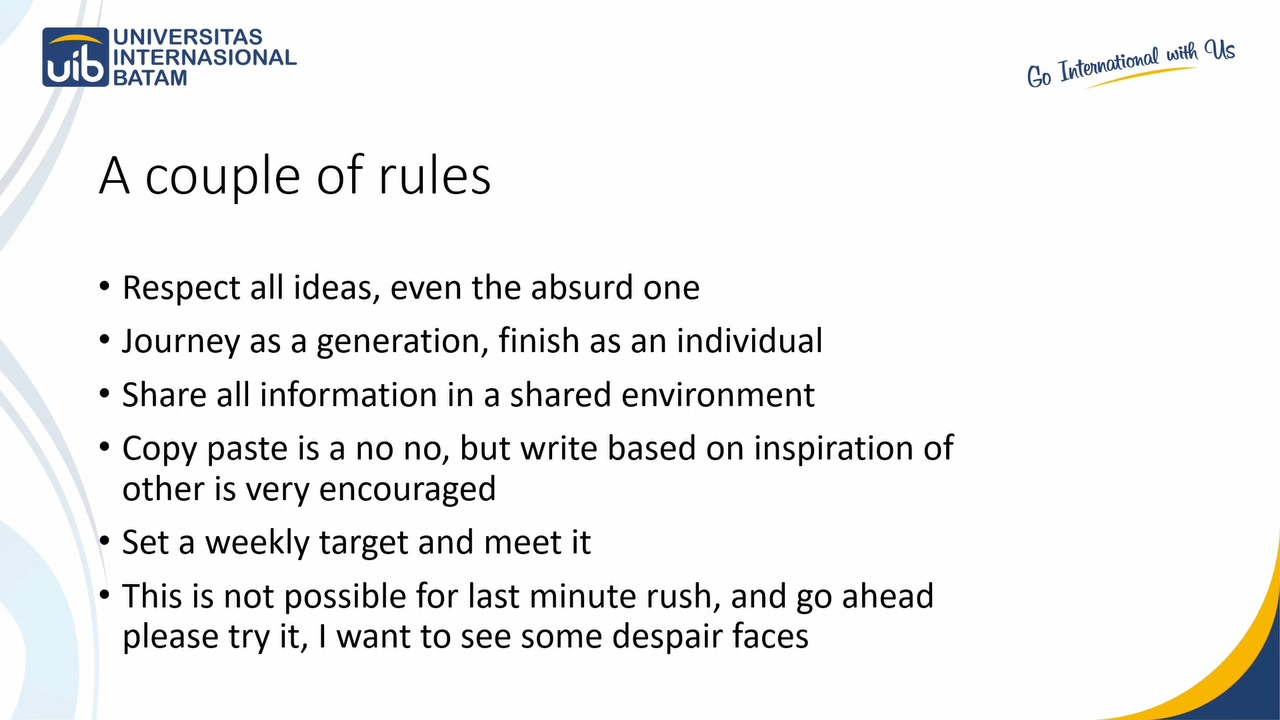 uib
UNIVERSITAS
INTERNASIONAL
BATAM
Go International with Us
A couple of rules
• Respect all ideas, even the absurd one
• Journey as a generation, finish as an individual
• Share all information in a shared environment
• Copy paste is a no no, but write based on inspiration of
other is very encouraged
• Set a weekly target and meet it
• This is not possible for last minute rush, and go ahead
please try it, I want to see some despair faces